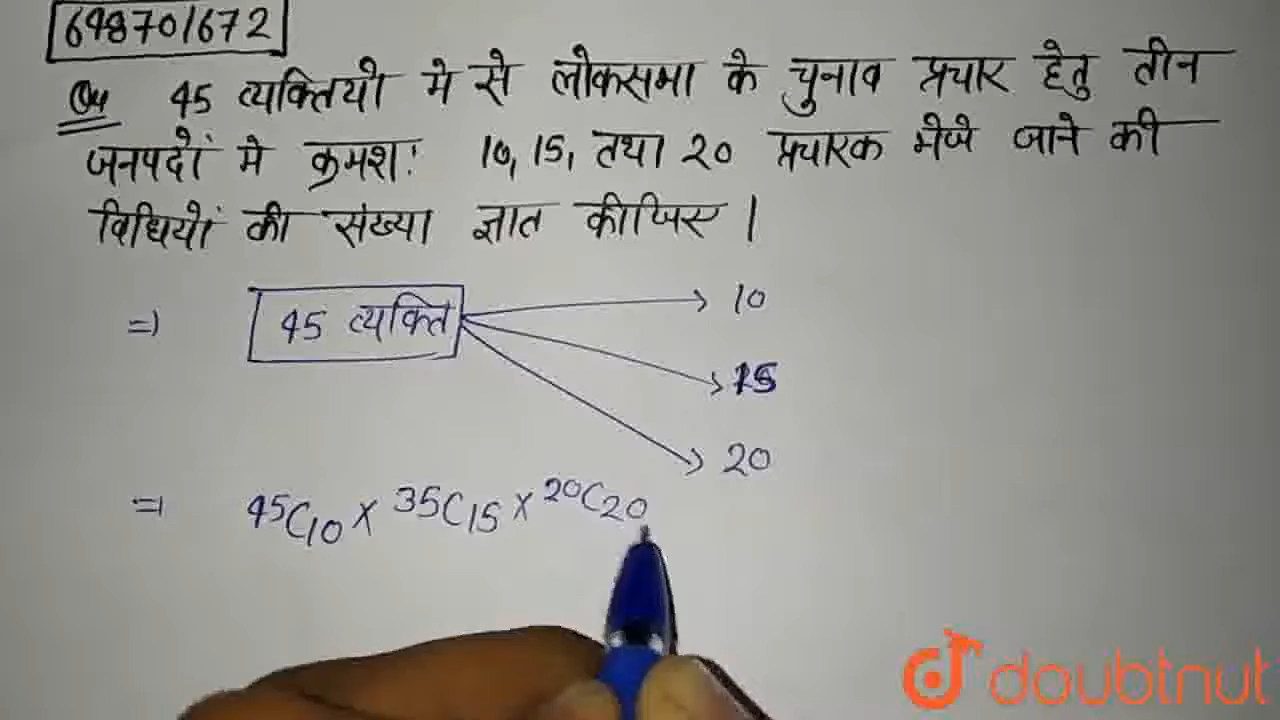 698701672
Qu 45 व्यक्तियो मे से लोकसभा के चुनाव प्रचार हेतु तीन
जनपदों मे क्रमश: 10, 15, तथा 20 प्रचारक भेजे जाने की
विधियों की संख्या ज्ञात कीजिए।
=) 45 व्यक्ति 10
15
20
=) 45C10 X 35C15 X 20C20
doubtnut